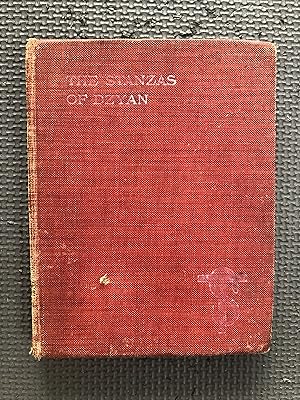 THE STANZAS
OF DZYAN